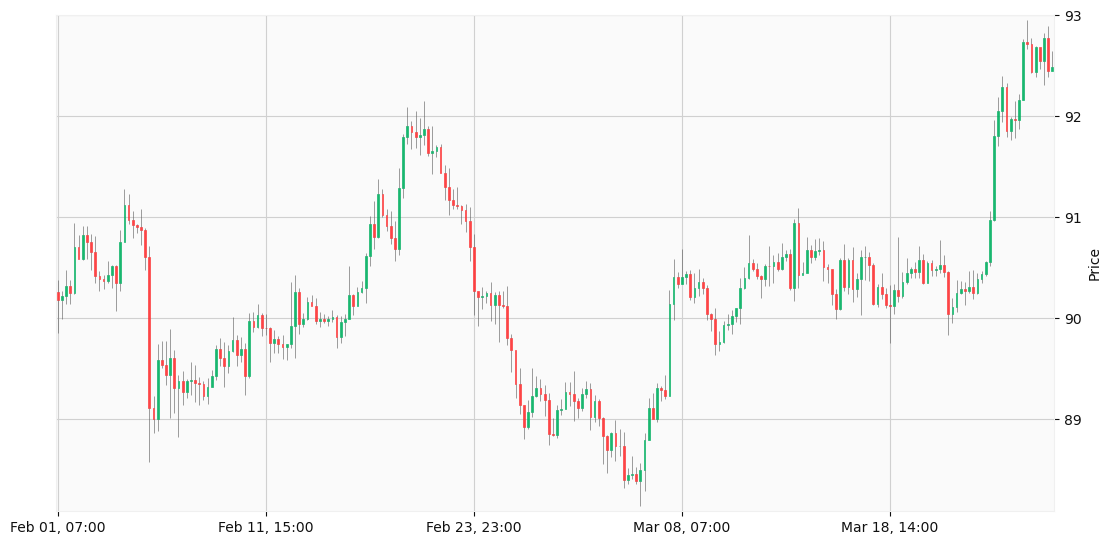 93
92
91
90
89
Price
Feb 01, 07:00
Feb 11, 15:00
Feb 23, 23:00
Mar 08, 07:00
Mar 18, 14:00